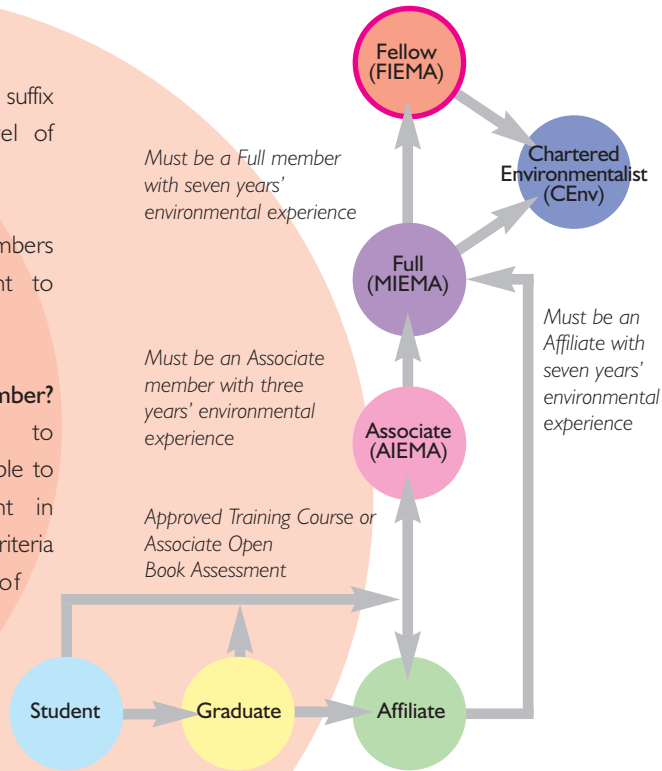 suffix
el of
mbers
nt to
mber?
to
ble to
nt in
riteria
of
Fellow
(FIEMA)
Chartered
Environmentalist
(CEnv)
Must be a Full member
with seven years’
environmental experience
Full
(MIEMA)
Must be an
Affiliate with
seven years’
environmental
experience
Must be an Associate
member with three
years’ environmental
experience
Associate
(AIEMA)
Approved Training Course or
Associate Open
Book Assessment
Student
Graduate
Affiliate